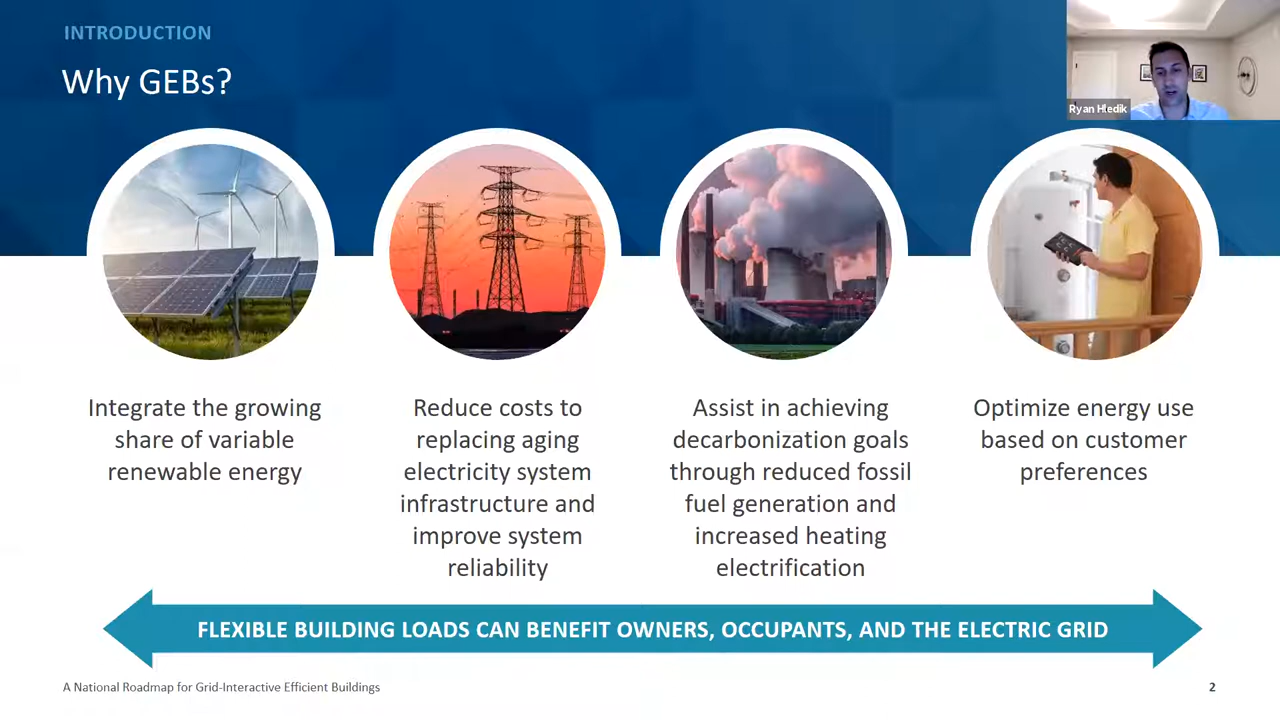 INTRODUCTION
Why GEBs?
Ryan Hledik
Integrate the growing
share of variable
renewable energy
Reduce costs to
replacing aging
electricity system
infrastructure and
improve system
reliability
Assist in achieving
decarbonization goals
through reduced fossil
fuel generation and
increased heating
electrification
Optimize energy use
based on customer
preferences
FLEXIBLE BUILDING LOADS CAN BENEFIT OWNERS, OCCUPANTS, AND THE ELECTRIC GRID
A National Roadmap for Grid-Interactive Efficient Buildings
2